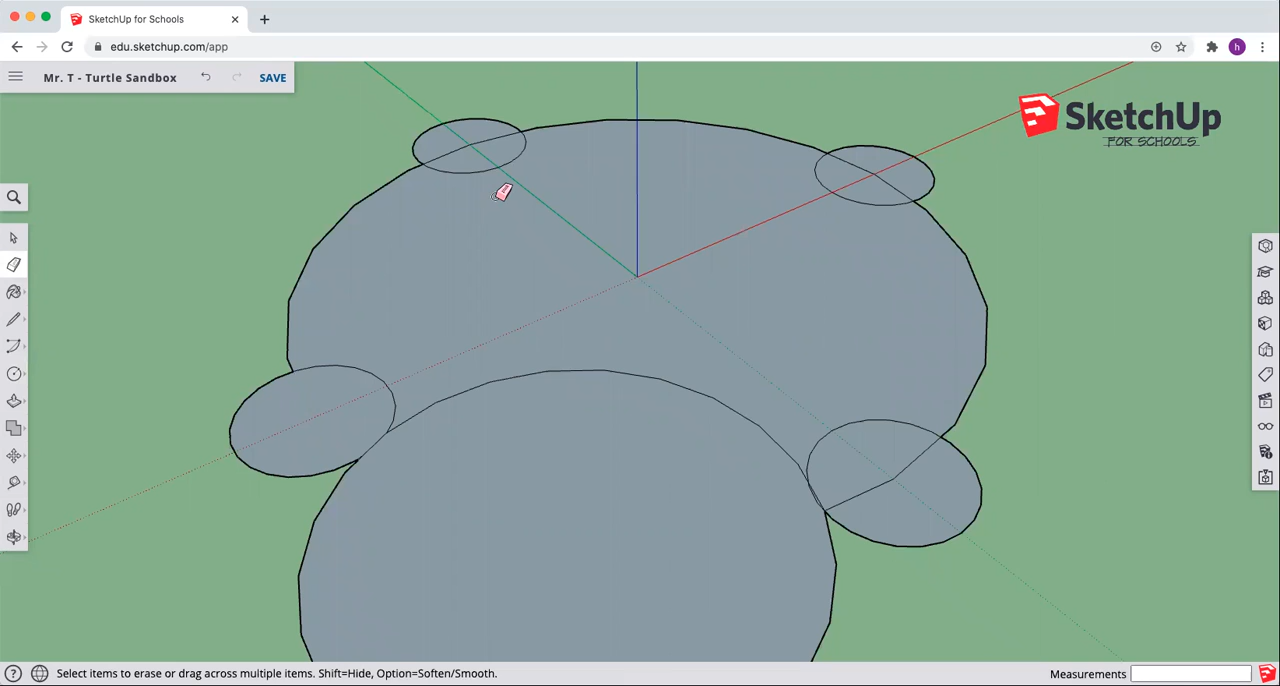 SketchUp for Schools
edu.sketchup.com/app
h
Mr. T - Turtle Sandbox
SAVE
SketchUp
FOR SCHOOLS
Select items to erase or drag across multiple items. Shift=Hide, Option=Soften/Smooth.
Measurements